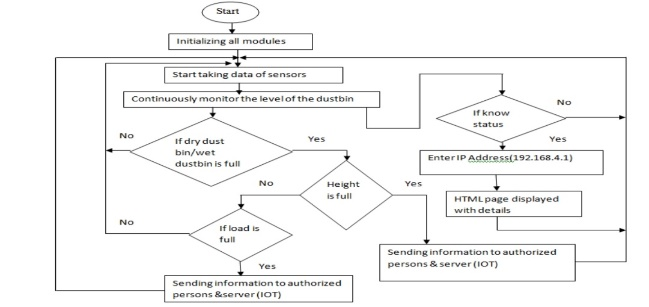 Start
Initializing all modules
Start taking data of sensors
Continuously monitor the level of the dustbin
If know
status
No
Yes
No
If dry dust
bin/wet
dustbin is full
Yes
Enter IP Address(192.168.4.1)
No
Height
is full
Yes
HTML page displayed
with details
No
If load is
full
Yes
Sending information to authorized
persons & server (IOT)
Sending information to authorized
persons &server (IOT)